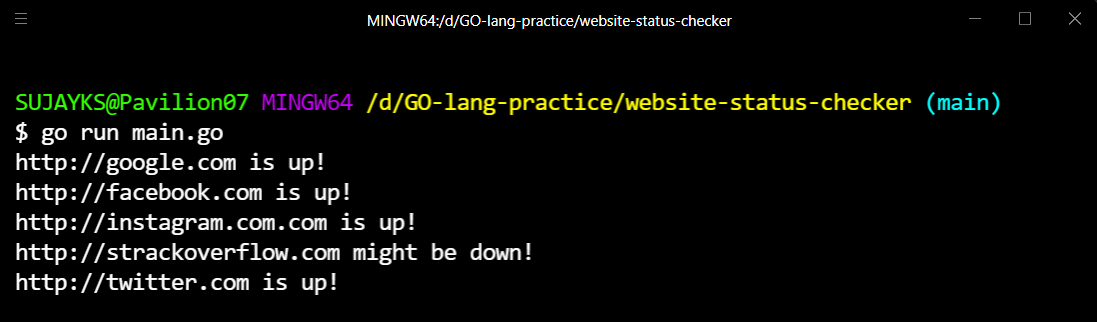 MINGW64:/d/GO-lang-practice/website-status-checker
SUJAYKS@Pavilion07 MINGW64 /d/GO-lang-practice/website-status-checker (main)
$ go run main.go
http://google.com is up!
http://facebook.com is up!
http://instagram.com.com is up!
http://strackoverflow.com might be down!
http://twitter.com is up!